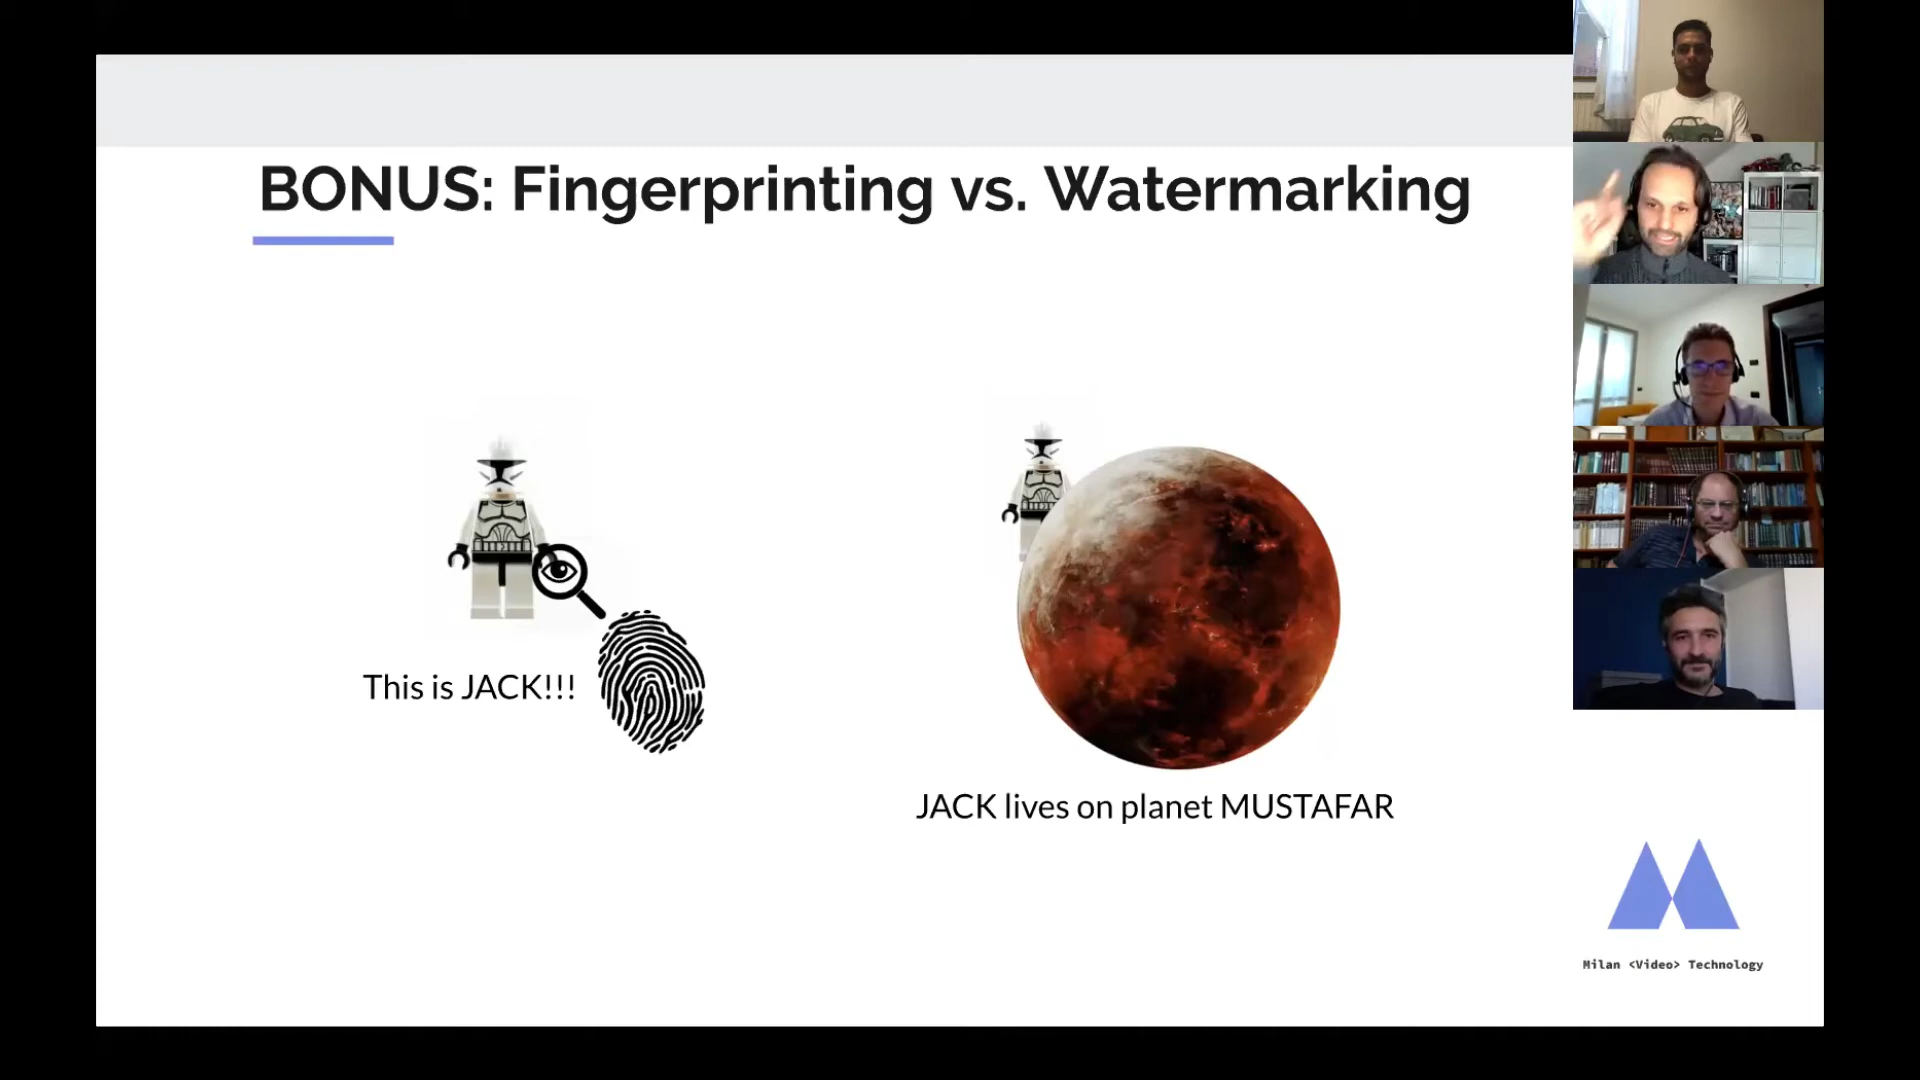 BONUS: Fingerprinting vs. Watermarking
This is JACK!!!
JACK lives on planet MUSTAFAR
Milan <Video> Technology